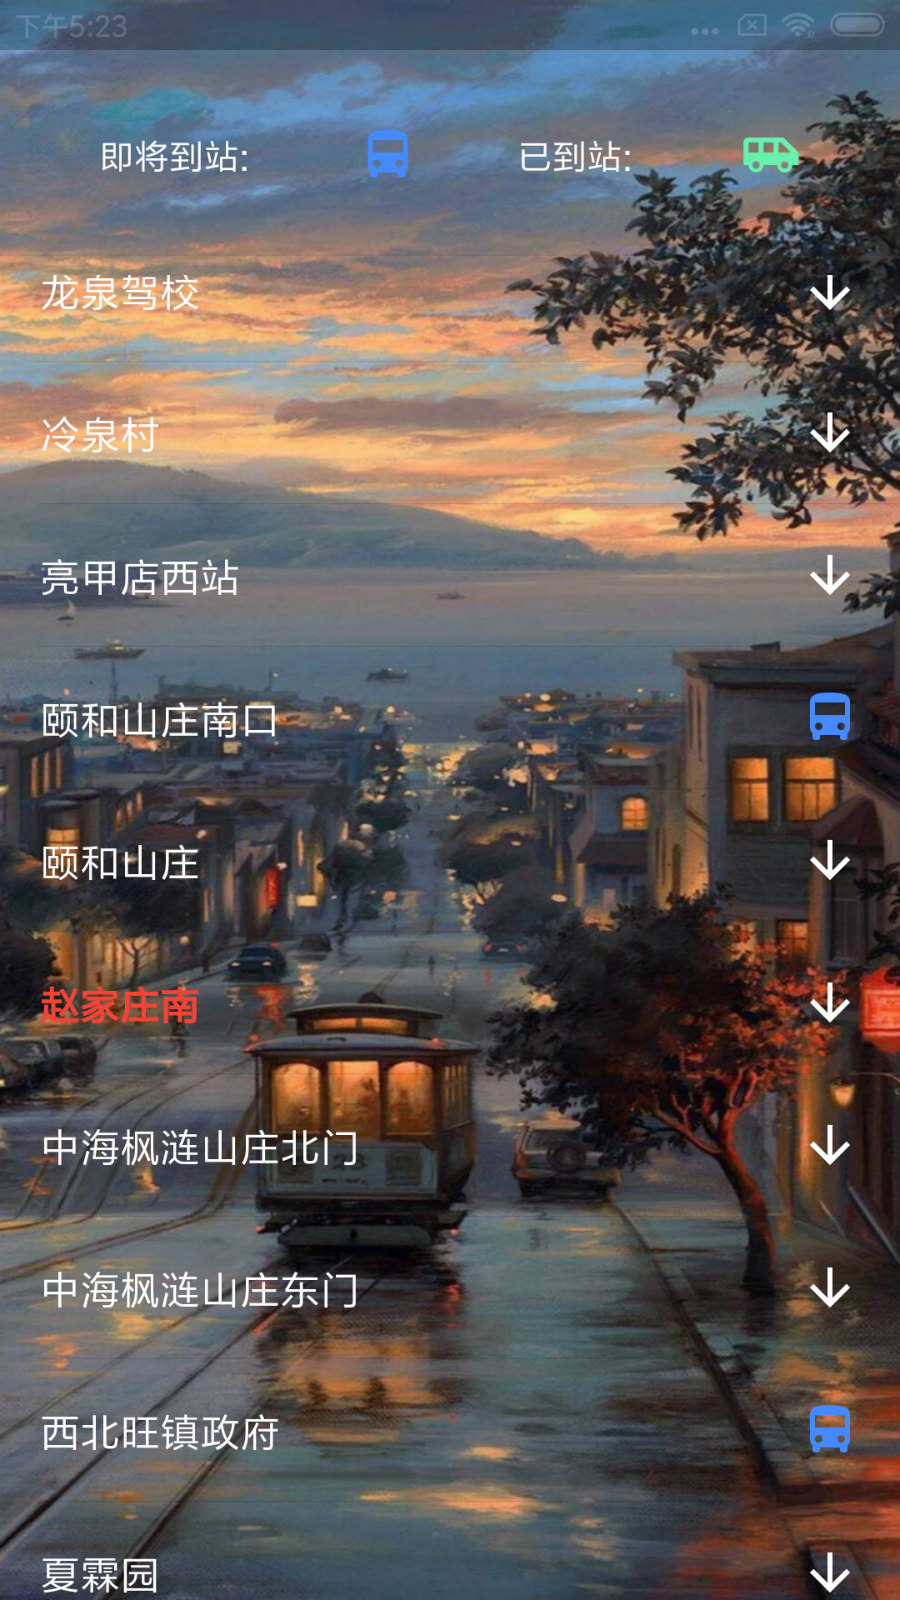 下午5:23
即将到站: 已到站:
龙泉驾校
冷泉村
亮甲店西站
颐和山庄南口
颐和山庄
赵家庄南
中海枫涟山庄北门
中海枫涟山庄东门
西北旺镇政府
夏霖园